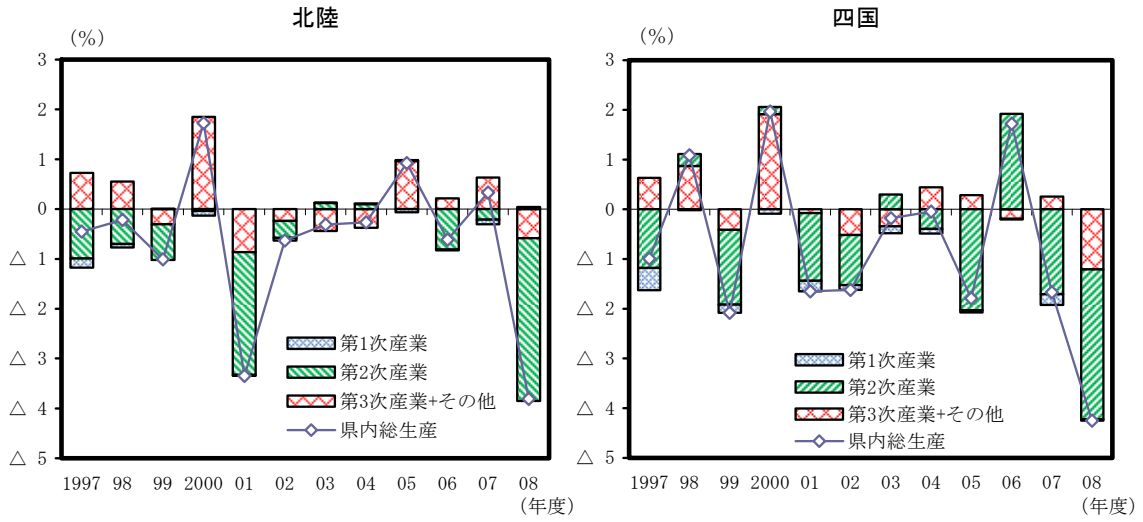 北陸
(%)
3
2
1
0
△ 1
△ 2
△ 3
△ 4
△ 5
第1次産業
第2次産業
第3次産業+その他
県内総生産
1997 98 99 2000 01 02 03 04 05 06 07 08
(年度)
四国
(%)
3
2
1
0
△ 1
△ 2
△ 3
△ 4
△ 5
第1次産業
第2次産業
第3次産業+その他
県内総生産
1997 98 99 2000 01 02 03 04 05 06 07 08
(年度)